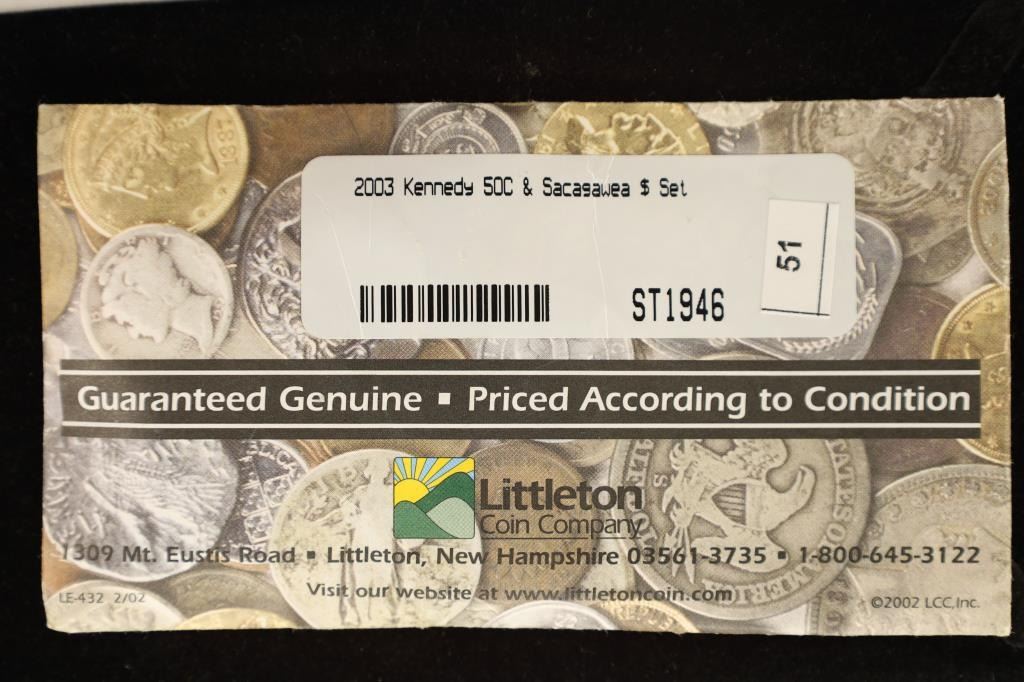 2003 Kennedy 50C & Sacagawea $ Set
51
ST1946
Guaranteed Genuine ▪ Priced According to Condition
Littleton
Coin Company
1309 Mt. Eustis Road ▪ Littleton, New Hampshire 03561-3735 ▪ 1-800-645-3122
Visit our website at www.littletoncoin.com
LE-432 2/02
©2002 LCC, Inc.